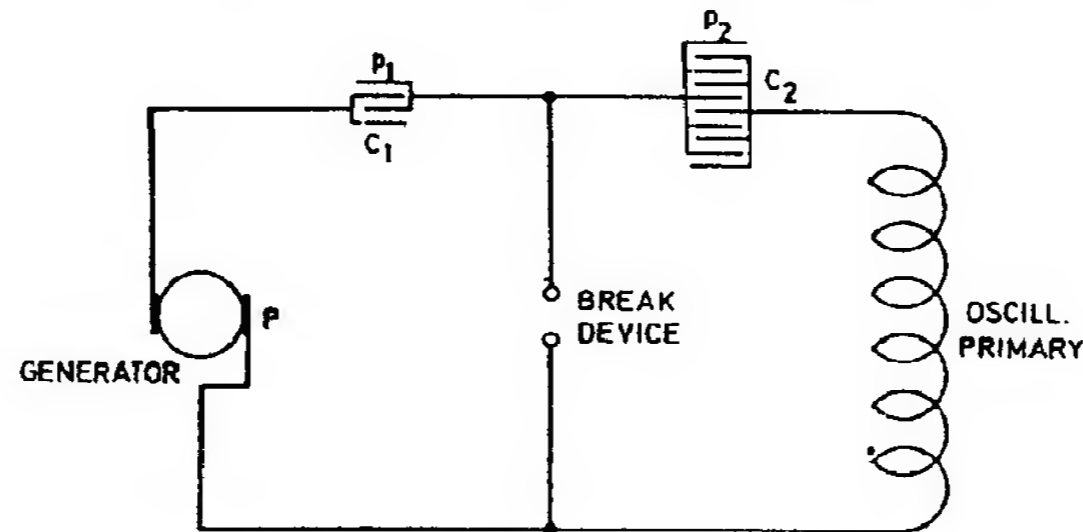 P₂
P₁
C₂
C₁
P
BREAK
DEVICE
OSCILL.
PRIMARY
GENERATOR